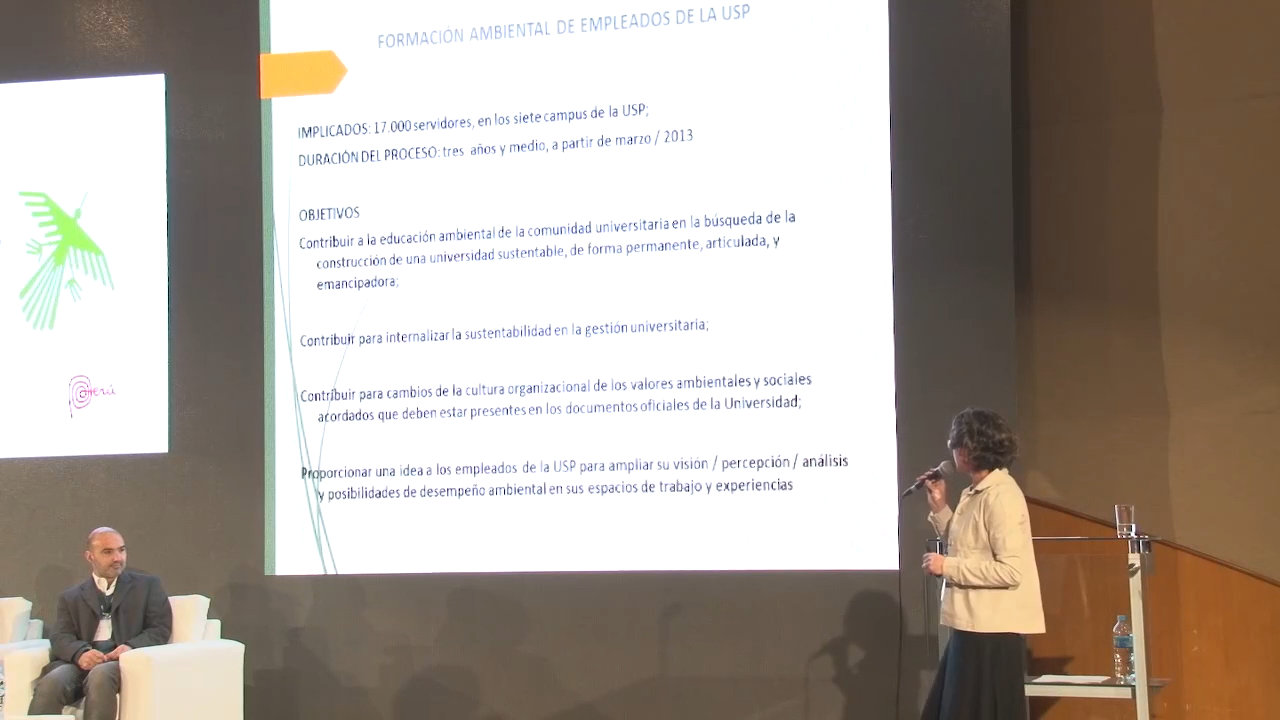 FORMACIÓN AMBIENTAL DE EMPLEADOS DE LA USP
IMPLICADOS: 17.000 servidores, en los siete campus de la USP;
DURACIÓN DEL PROCESO: tres años y medio, a partir de marzo / 2013
OBJETIVOS
Contribuir a la educación ambiental de la comunidad universitaria en la búsqueda de la
construcción de una universidad sustentable, de forma permanente, articulada, y
emancipadora;
Contribuir para internalizar la sustentabilidad en la gestión universitaria;
Contribuir para cambios de la cultura organizacional de los valores ambientales y sociales
acordados que deben estar presentes en los documentos oficiales de la Universidad;
Proporcionar una idea a los empleados de la USP para ampliar su visión / percepción / análisis
y posibilidades de desempeño ambiental en sus espacios de trabajo y experiencias
Perú